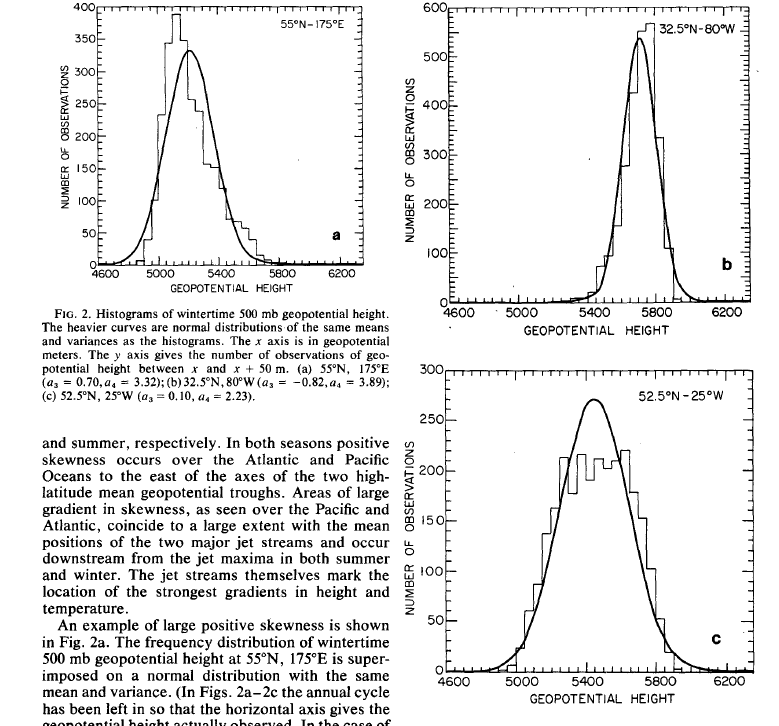 400
350
300
250
200
150
100
50
0
4600 5000 5400 5800 6200
NUMBER OF OBSERVATIONS
GEOPOTENTIAL HEIGHT
55°N-175°E
a
FIG. 2. Histograms of wintertime 500 mb geopotential height.
The heavier curves are normal distributions of the same means
and variances as the histograms. The x axis is in geopotential
meters. The y axis gives the number of observations of geo-
potential height between x and x + 50 m. (a) 55°N, 175°E
(a₃ = 0.70, a₄ = 3.32); (b) 32.5°N, 80°W (a₃ = −0.82, a₄ = 3.89);
(c) 52.5°N, 25°W (a₃ = 0.10, a₄ = 2.23).
and summer, respectively. In both seasons positive
skewness occurs over the Atlantic and Pacific
Oceans to the east of the axes of the two high-
latitude mean geopotential troughs. Areas of large
gradient in skewness, as seen over the Pacific and
Atlantic, coincide to a large extent with the mean
positions of the two major jet streams and occur
downstream from the jet maxima in both summer
and winter. The jet streams themselves mark the
location of the strongest gradients in height and
temperature.
An example of large positive skewness is shown
in Fig. 2a. The frequency distribution of wintertime
500 mb geopotential height at 55°N, 175°E is super-
imposed on a normal distribution with the same
mean and variance. (In Figs. 2a–2c the annual cycle
has been left in so that the horizontal axis gives the
geopotential height actually observed. In the case of
600
500
400
300
200
100
0
4600 5000 5400 5800 6200
NUMBER OF OBSERVATIONS
GEOPOTENTIAL HEIGHT
32.5°N-80°W
b
300
250
200
150
100
50
0
4600 5000 5400 5800 6200
NUMBER OF OBSERVATIONS
GEOPOTENTIAL HEIGHT
52.5°N-25°W
c